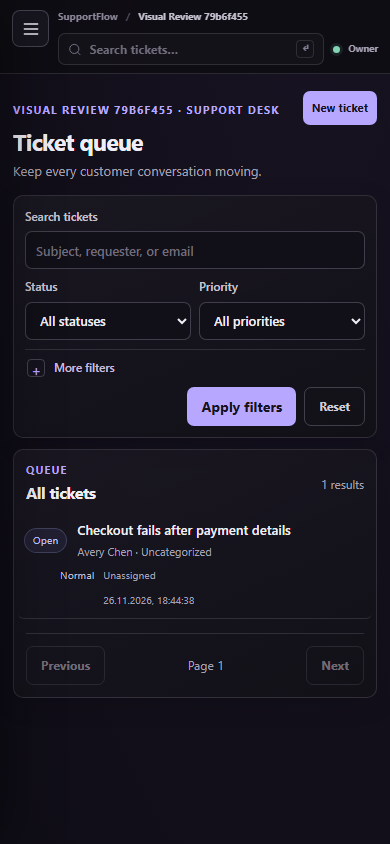 SupportFlow / Visual Review 79b6f455
Search tickets... ↵
Owner
VISUAL REVIEW 79B6F455 · SUPPORT DESK
New ticket
Ticket queue
Keep every customer conversation moving.
Search tickets
Subject, requester, or email
Status Priority
All statuses All priorities
+ More filters
Apply filters Reset
QUEUE
All tickets
1 results
Open
Checkout fails after payment details
Avery Chen · Uncategorized
Normal Unassigned
26.11.2026, 18:44:38
Previous Page 1 Next